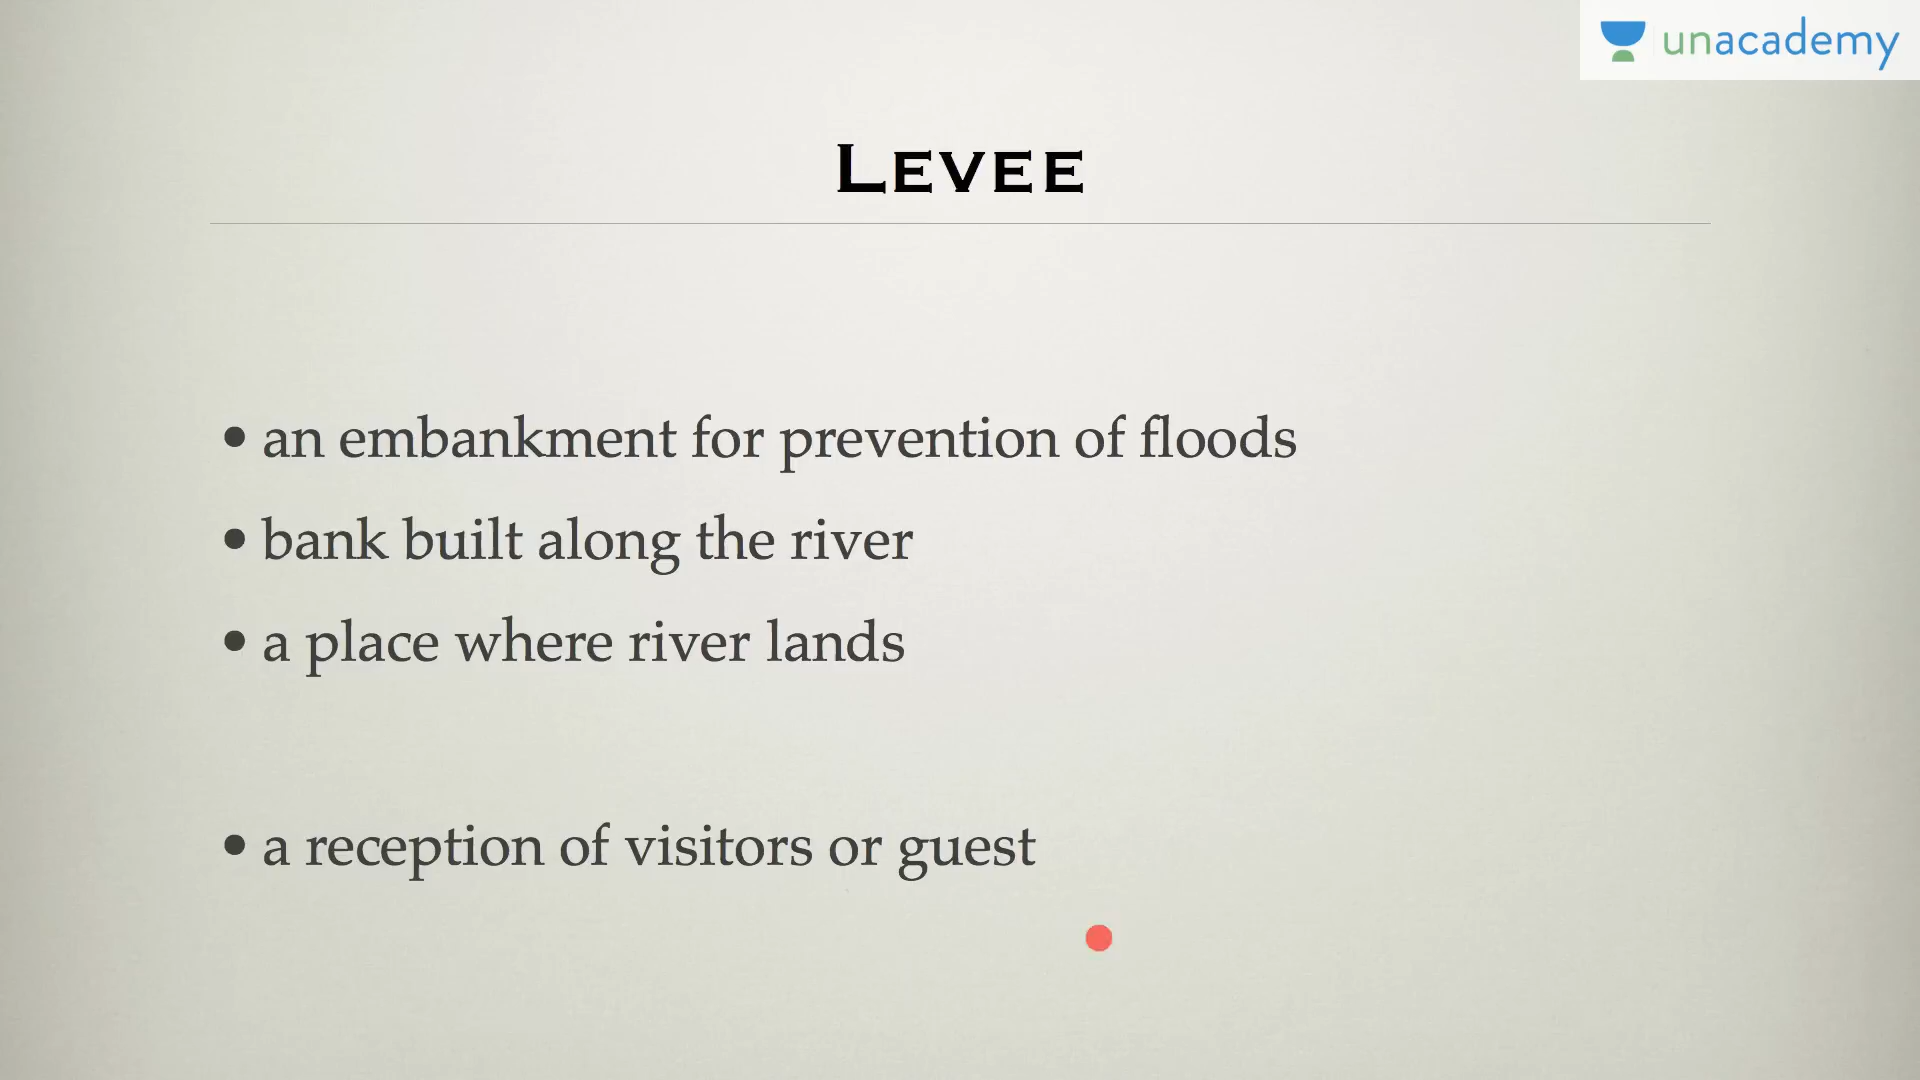 unacademy
Levee
• an embankment for prevention of floods
• bank built along the river
• a place where river lands
• a reception of visitors or guest